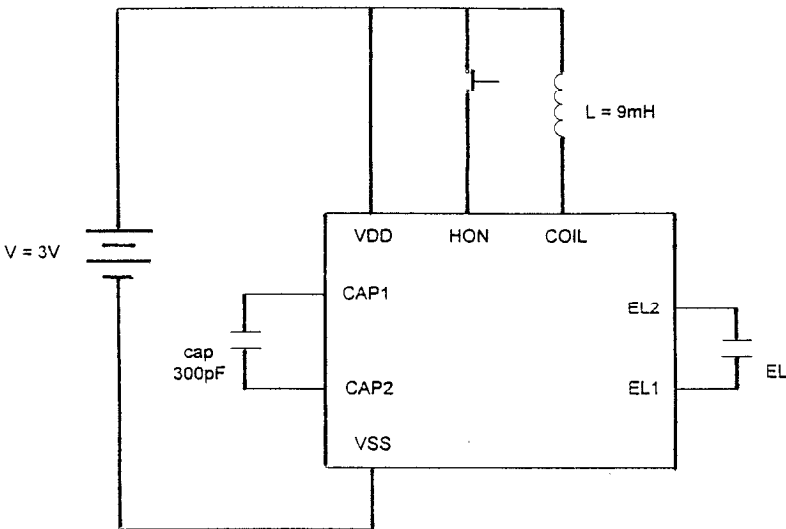 L = 9mH
VDD HON COIL
V = 3V
CAP1
EL2
cap
300pF
EL
CAP2
EL1
VSS